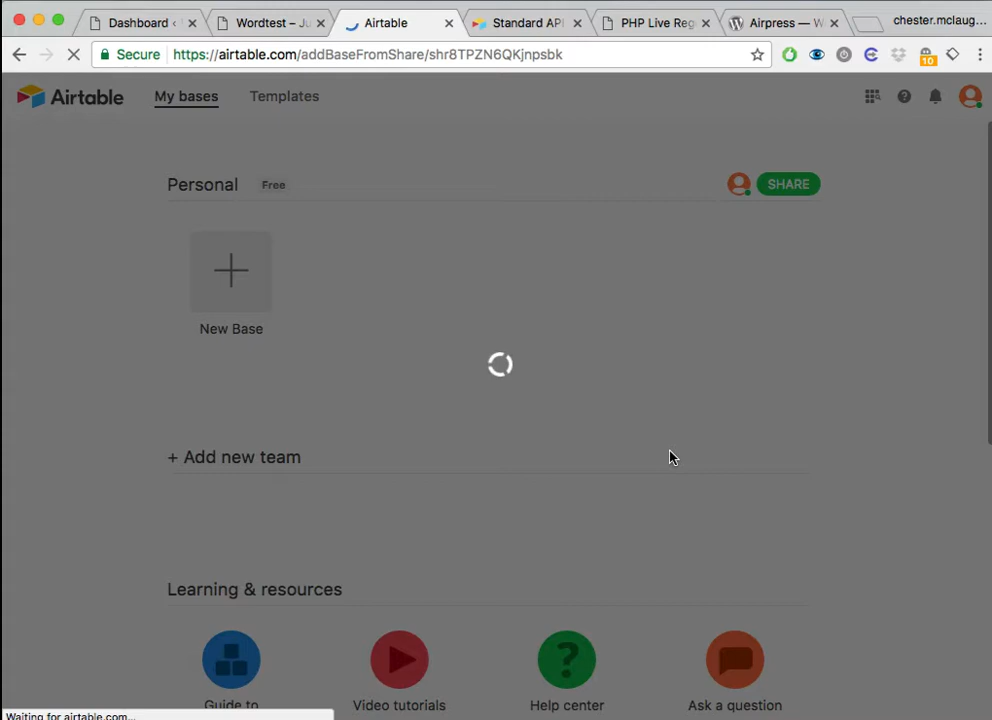 Dashboard ‹
Wordtest – Ju
Airtable
Standard API
PHP Live Reg
Airpress — W
chester.mclaug...
Secure
https://airtable.com/addBaseFromShare/shr8TPZN6QKjnpsbk
10
Airtable
My bases
Templates
Personal
Free
SHARE
New Base
+ Add new team
Learning & resources
Guide to
Video tutorials
Help center
Ask a question
Waiting for airtable.com...